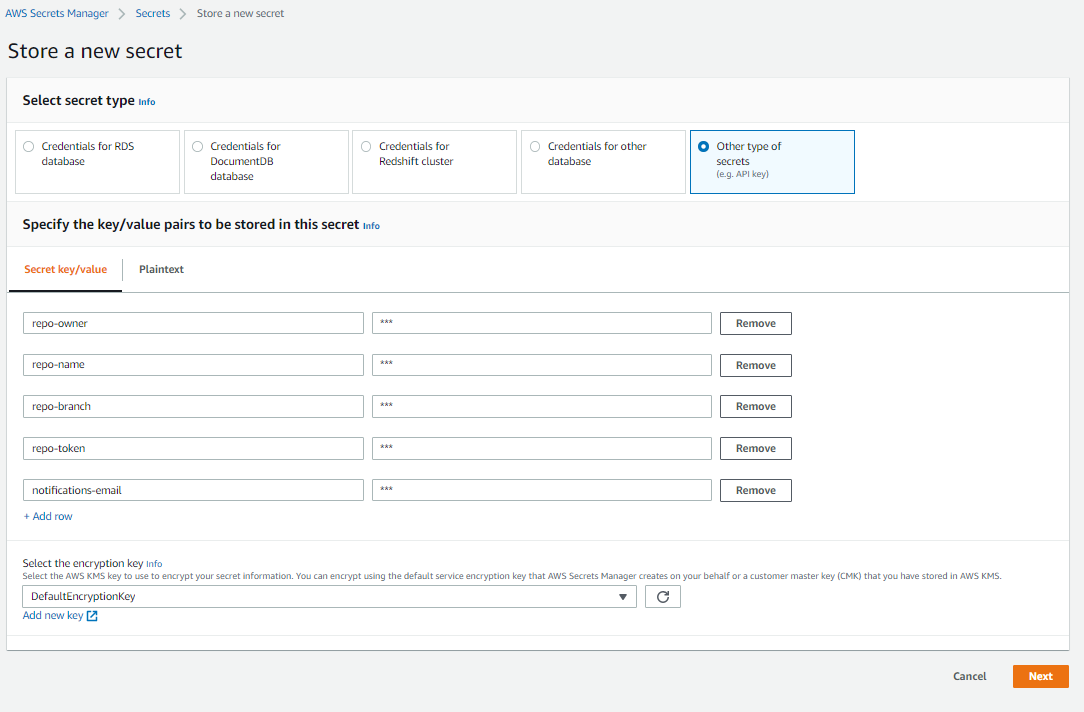 AWS Secrets Manager > Secrets > Store a new secret
Store a new secret
Select secret type Info
Credentials for RDS
database
Credentials for
DocumentDB
database
Credentials for
Redshift cluster
Credentials for other
database
Other type of
secrets
(e.g. API key)
Specify the key/value pairs to be stored in this secret Info
Secret key/value
Plaintext
repo-owner *** Remove
repo-name *** Remove
repo-branch *** Remove
repo-token *** Remove
notifications-email *** Remove
+ Add row
Select the encryption key Info
Select the AWS KMS key to use to encrypt your secret information. You can encrypt using the default service encryption key that AWS Secrets Manager creates on your behalf or a customer master key (CMK) that you have stored in AWS KMS.
DefaultEncryptionKey
Add new key
Cancel Next